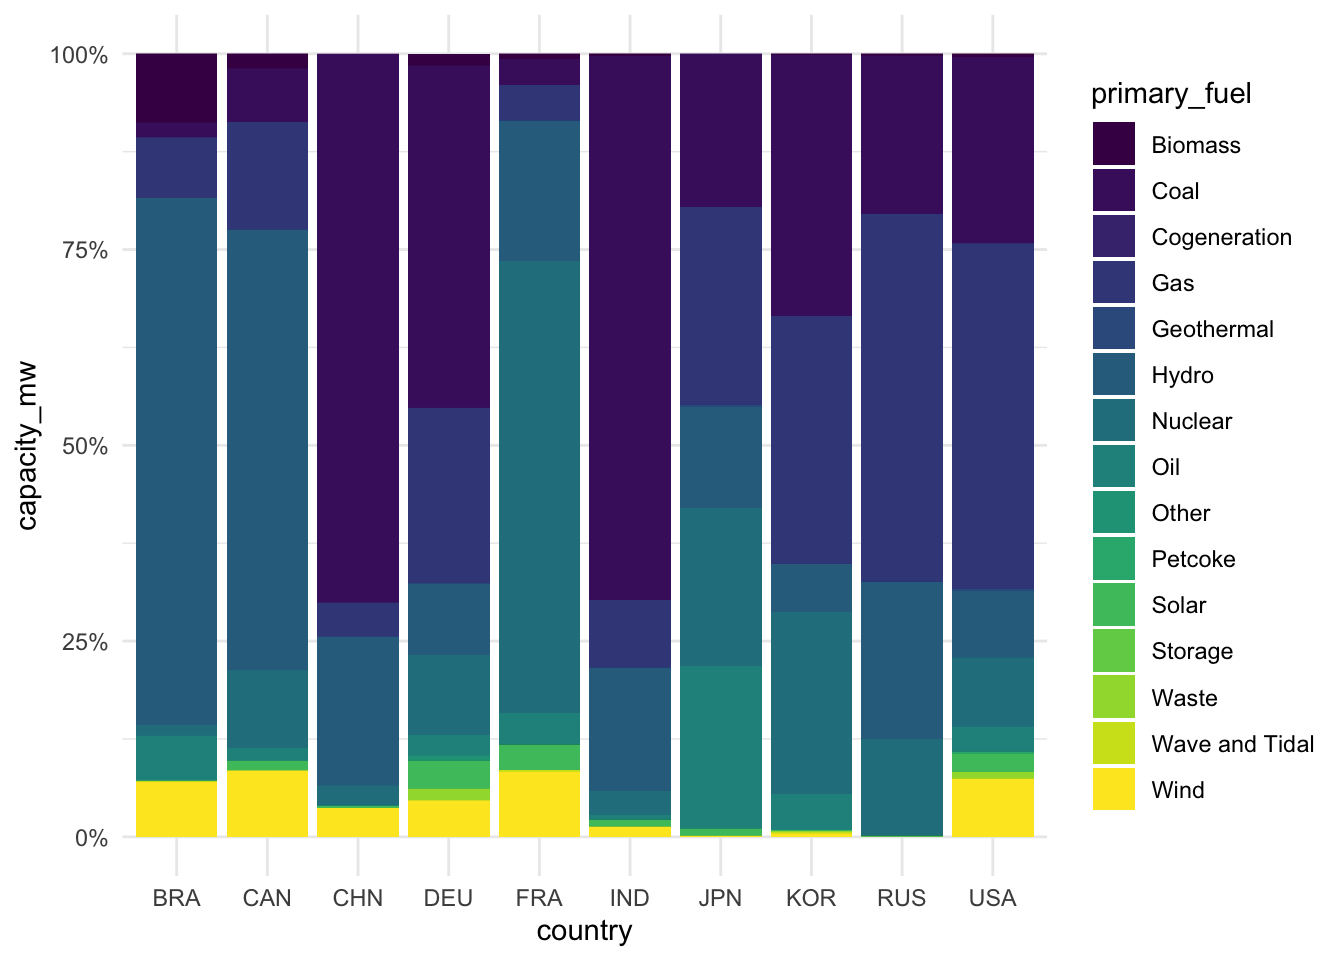 100%
75%
50%
25%
0%
capacity_mw
BRA CAN CHN DEU FRA IND JPN KOR RUS USA
country
primary_fuel
Biomass
Coal
Cogeneration
Gas
Geothermal
Hydro
Nuclear
Oil
Other
Petcoke
Solar
Storage
Waste
Wave and Tidal
Wind